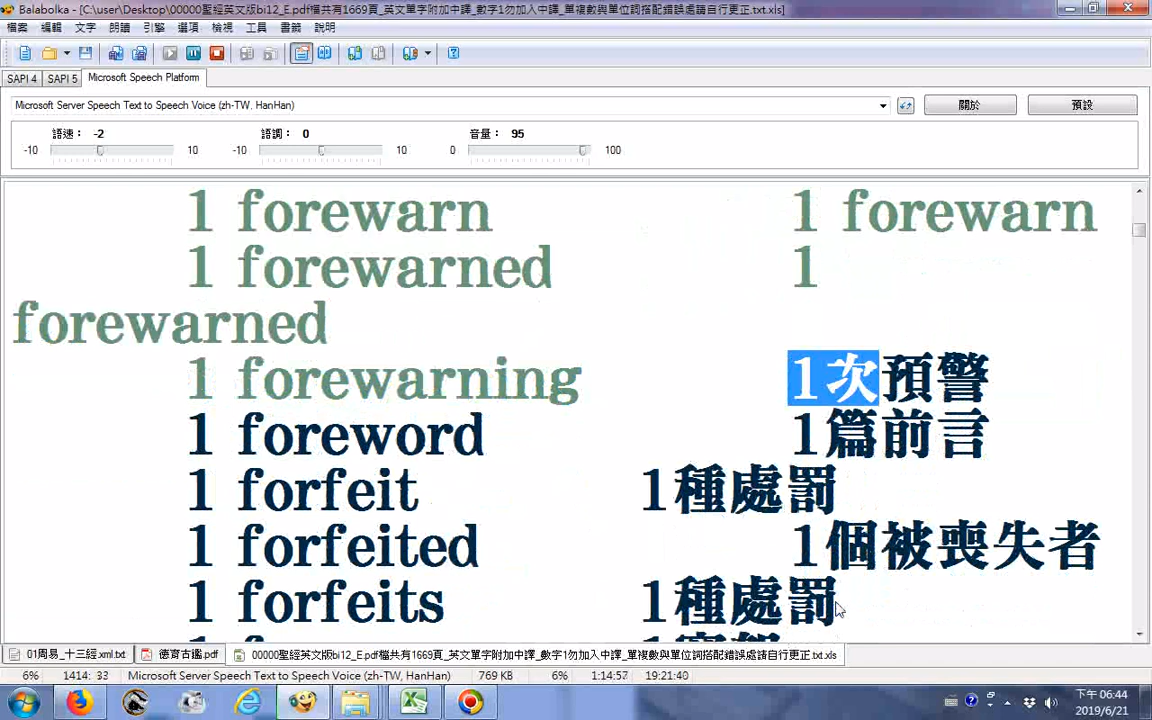 Balabolka - [C:\user\Desktop\00000聖經英文版bi12_E.pdf檔共有1669頁_英文單字附加中譯_數字1勿加入中譯_單複數與單位詞搭配錯誤處請自行更正.txt.xls]
檔案 編輯 文字 朗讀 引擎 選項 檢視 工具 書籤 說明
SAPI 4 SAPI 5 Microsoft Speech Platform
Microsoft Server Speech Text to Speech Voice (zh-TW, HanHan) 關於 預設
語速： -2 語調： 0 音量： 95
-10 10 -10 10 0 100
1 forewarn 1 forewarn
1 forewarned 1
forewarned
1 forewarning 1次預警
1 foreword 1篇前言
1 forfeit 1種處罰
1 forfeited 1個被喪失者
1 forfeits 1種處罰
01周易_十三經.xml.txt 德育古鑑.pdf 00000聖經英文版bi12_E.pdf檔共有1669頁_英文單字附加中譯_數字1勿加入中譯_單複數與單位詞搭配錯誤處請自行更正.txt.xls
6% 1414: 33 Microsoft Server Speech Text to Speech Voice (zh-TW, HanHan) 769 KB 6% 1:14:57 19:21:40
下午 06:44
2019/6/21